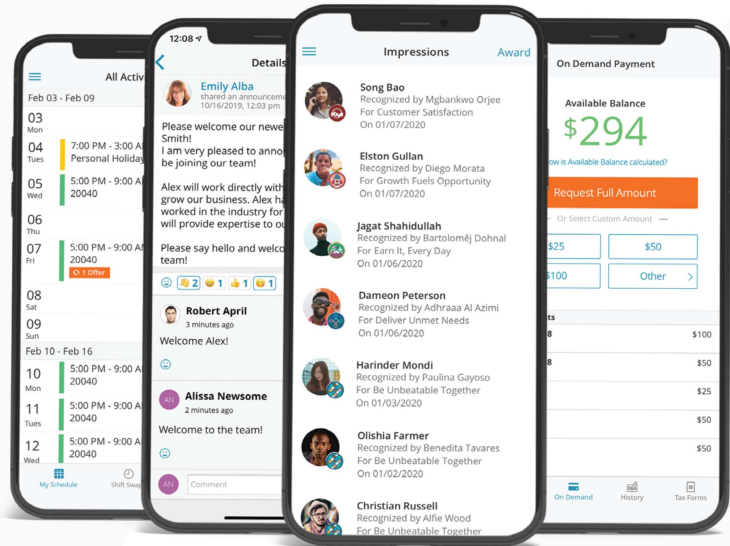 All Activ
Feb 03 - Feb 09
03
Mon
04
Tues
7:00 PM - 3:00 A
Personal Holiday
05
Wed
5:00 PM - 9:00 A
20040
06
Thu
07
Fri
5:00 PM - 9:00 A
20040
1 Offer
08
Sat
09
Sun
Feb 10 - Feb 16
10
Mon
5:00 PM - 9:00 A
20040
11
Tues
5:00 PM - 9:00 A
20040
12
Wed
5:00 PM - 9:00 A
20040
My Schedule
Shift Swap
12:08
Details
Emily Alba
shared an announceme
10/16/2019, 12:03 pm
Please welcome our newe
Smith!
I am very pleased to anno
be joining our team!
Alex will work directly with
grow our business. Alex ha
worked in the industry for
will provide expertise to ou
Please say hello and welco
team!
2 1 1 1
Robert April
3 minutes ago
Welcome Alex!
AN
Alissa Newsome
2 minutes ago
Welcome to the team!
AN
Comment
Impressions
Award
Song Bao
Recognized by Mgbankwo Orjee
For Customer Satisfaction
On 01/07/2020
Elston Gullan
Recognized by Diego Morata
For Growth Fuels Opportunity
On 01/07/2020
Jagat Shahidullah
Recognized by Bartoloměj Dohnal
For Earn It, Every Day
On 01/06/2020
Dameon Peterson
Recognized by Adhraaa Al Azimi
For Deliver Unmet Needs
On 01/06/2020
Harinder Mondi
Recognized by Paulina Gayoso
For Be Unbeatable Together
On 01/03/2020
Olishia Farmer
Recognized by Benedita Tavares
For Be Unbeatable Together
On 01/02/2020
Christian Russell
Recognized by Alfie Wood
For Be Unbeatable Together
On Demand Payment
Available Balance
$294
ow is Available Balance calculated?
Request Full Amount
Or Select Custom Amount
$25
$50
$100
Other
ts
8
$100
8
$50
$25
$50
$50
On Demand
History
Tax Forms